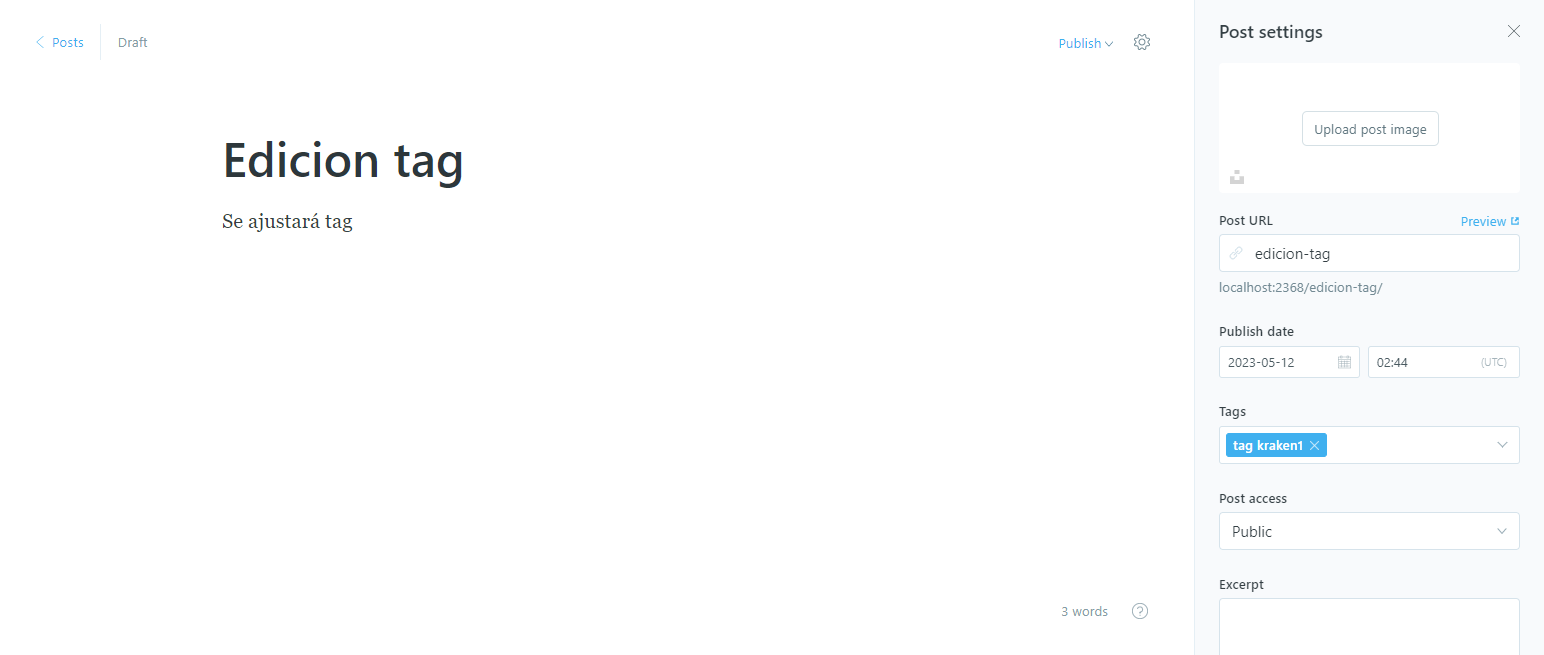 Posts
Draft
Publish
Edicion tag
Se ajustará tag
3 words
?
Post settings
Upload post image
Post URL
Preview
edicion-tag
localhost:2368/edicion-tag/
Publish date
2023-05-12
02:44
(UTC)
Tags
tag kraken1
Post access
Public
Excerpt